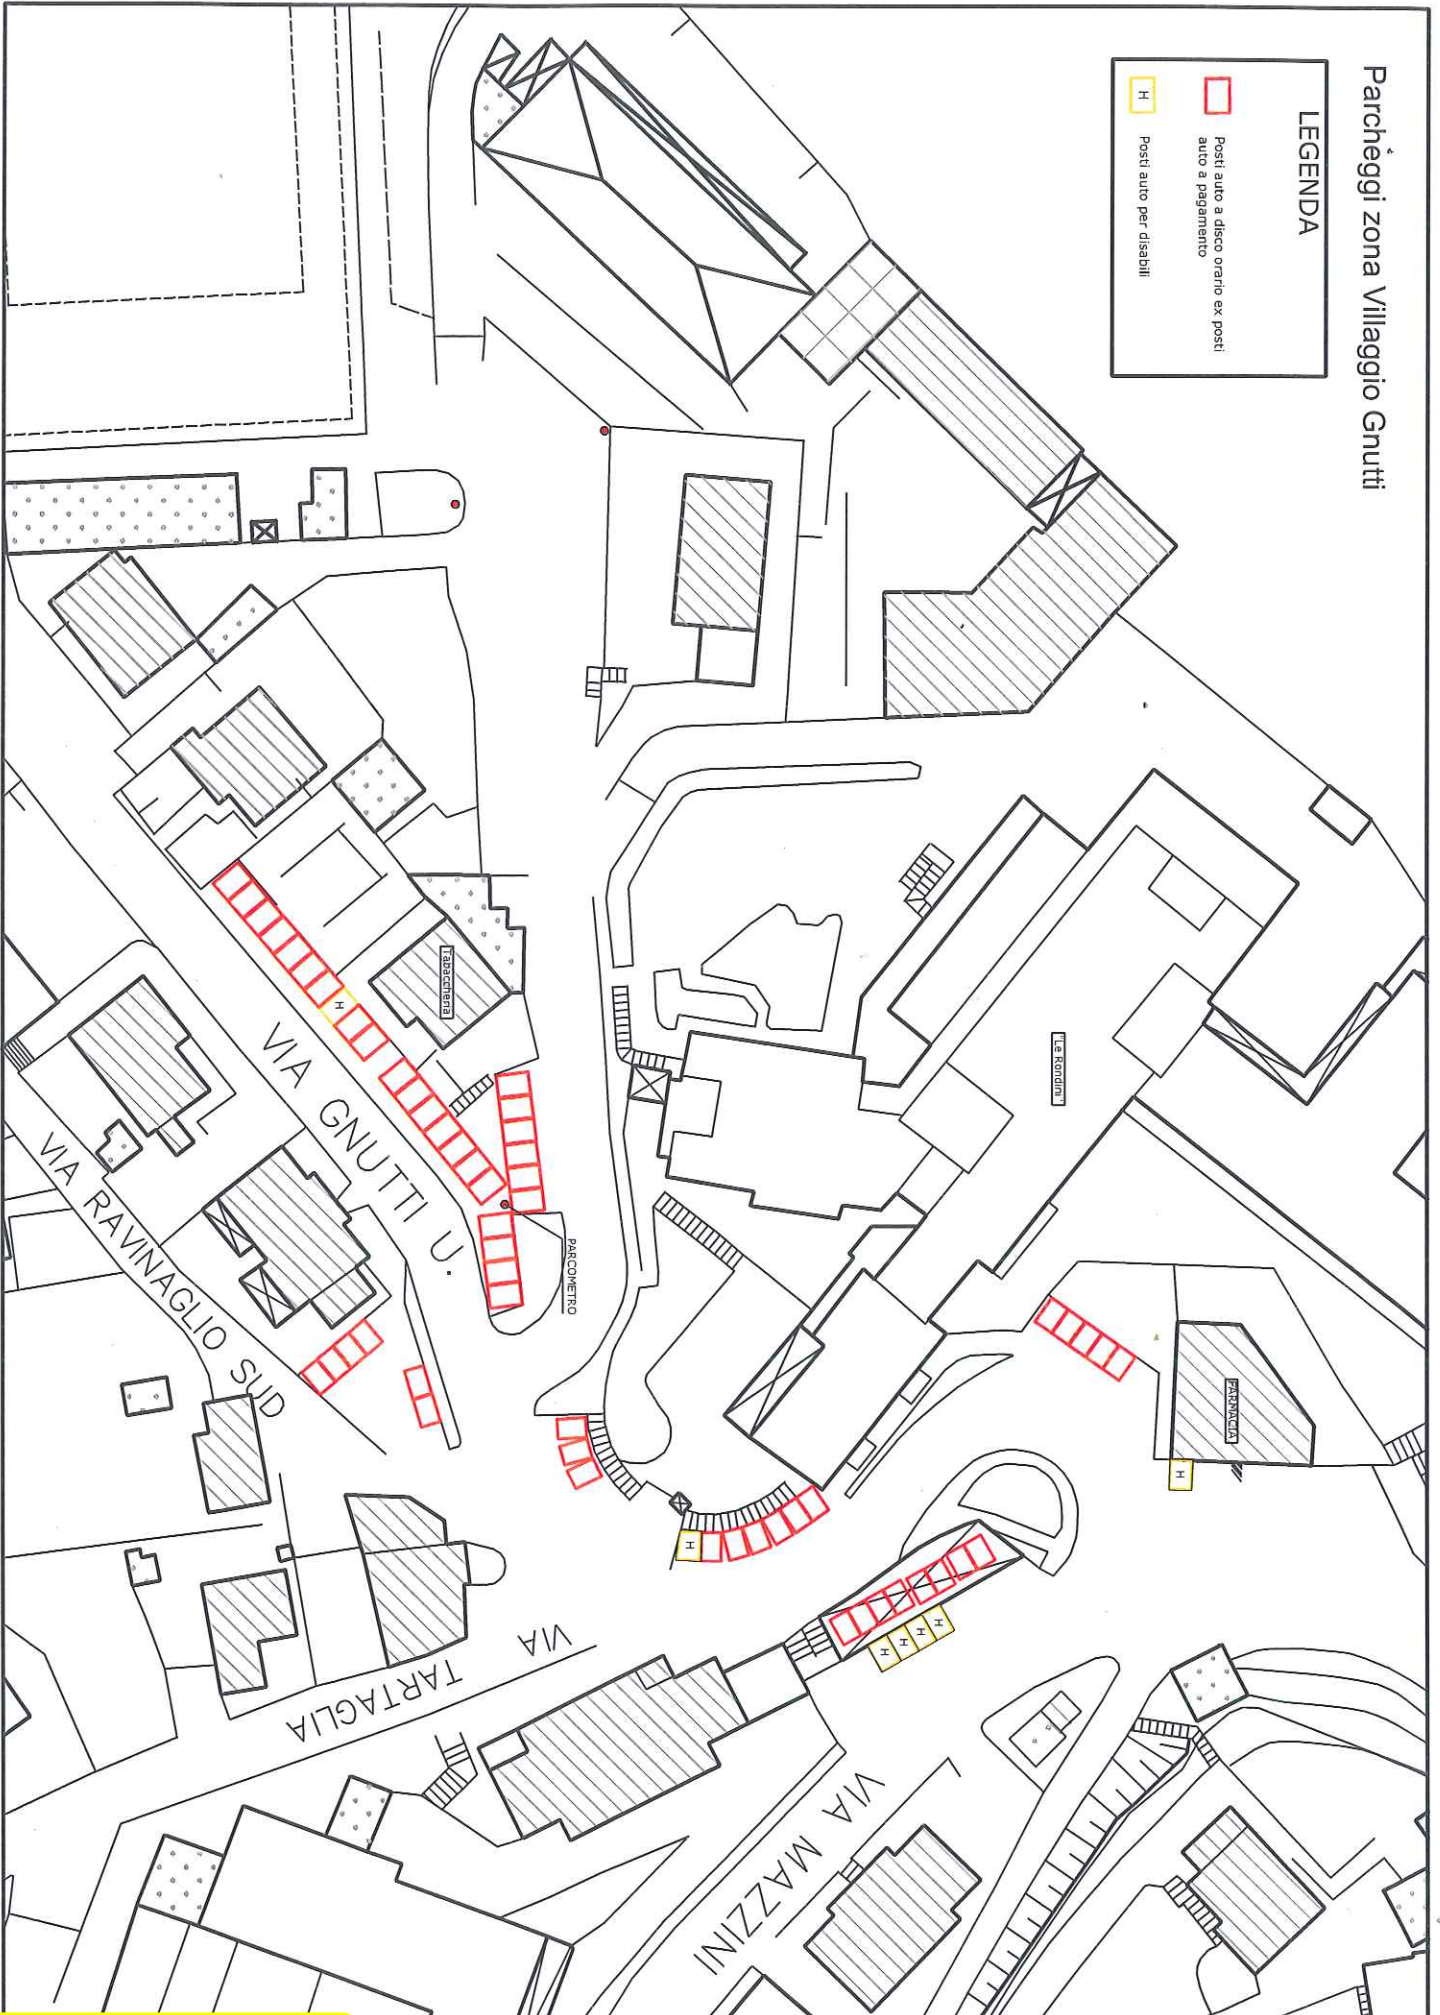 Parcheggi zona Villaggio Gnutti
LEGENDA
Posti auto a disco orario ex posti
auto a pagamento
H
Posti auto per disabili
"Le Rondini"
FARMACIA
H
Tabaccheria
H
PARCOMETRO
VIA GNUTTI U.
VIA RAVINAGLIO SUD
H
H
H
H
H
VIA TARTAGLIA
VIA MAZZINI